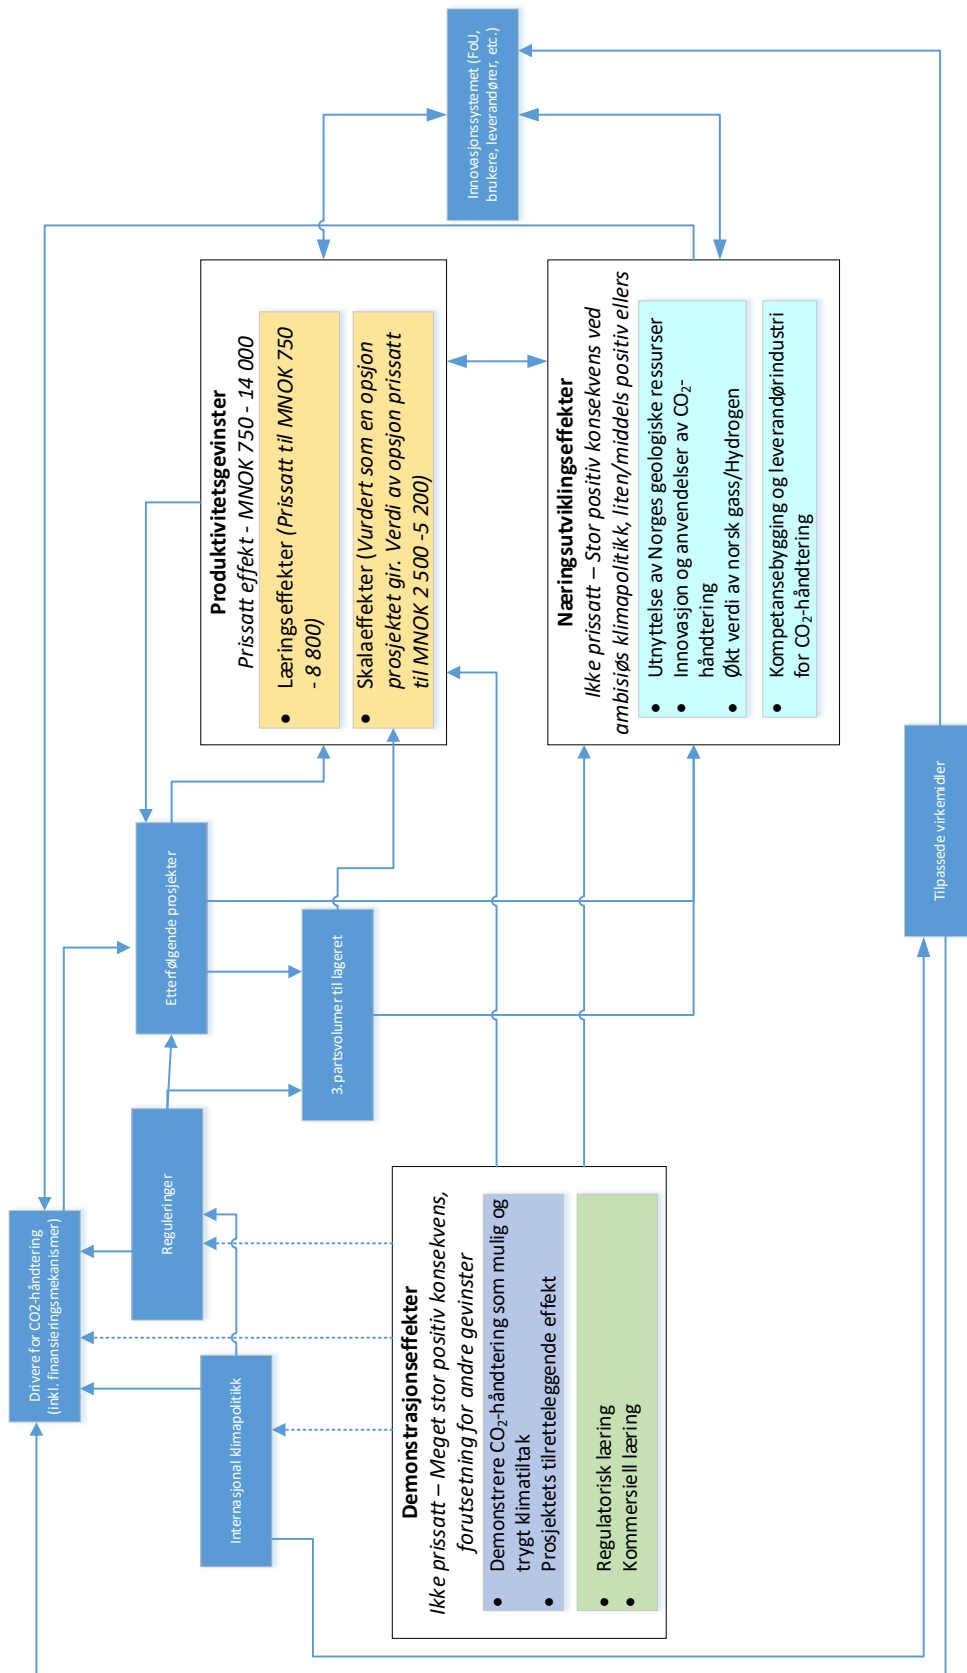 Drivere for CO2-håndtering
(inkl. finansieringsmekanismer)
Internasjonal klimapolitikk
Reguleringer
Etterfølgende prosjekter
3.partsvolumer til lageret
Demonstrasjonseffekter
Ikke prissatt – Meget stor positiv konsekvens,
forutsetning for andre gevinster
• Demonstrere CO₂-håndtering som mulig og
trygt klimatiltak
• Prosjektets tilretteleggende effekt
• Regulatorisk læring
• Kommersiell læring
Produktivitetsgevinster
Prissatt effekt - MNOK 750 - 14 000
• Læringseffekter (Prissatt til MNOK 750
- 8 800)
• Skalaeffekter (Vurdert som en opsjon
prosjektet gir. Verdi av opsjon prissatt
til MNOK 2 500 -5 200)
Næringsutviklingseffekter
Ikke prissatt – Stor positiv konsekvens ved
ambisiøs klimapolitikk, liten/middels positiv ellers
• Utnyttelse av Norges geologiske ressurser
• Innovasjon og anvendelser av CO₂-
håndtering
• Økt verdi av norsk gass/Hydrogen
• Kompetansebygging og leverandørindustri
for CO₂-håndtering
Innovasjonssystemet (FoU,
brukere, leverandører, etc.)
Tilpassede virkemidler